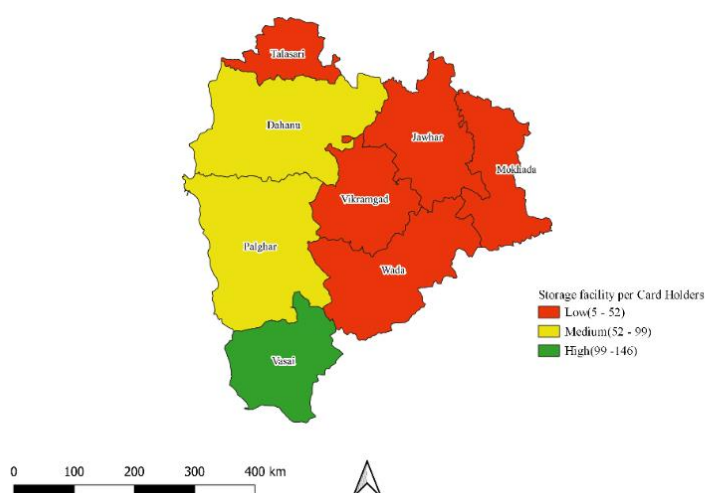 Talasari
Dahanu
Jawhar
Mokhada
Vikramgad
Palghar
Wada
Vasai
Storage facility per Card Holders
Low(5 - 52)
Medium(52 - 99)
High(99 -146)
0 100 200 300 400 km